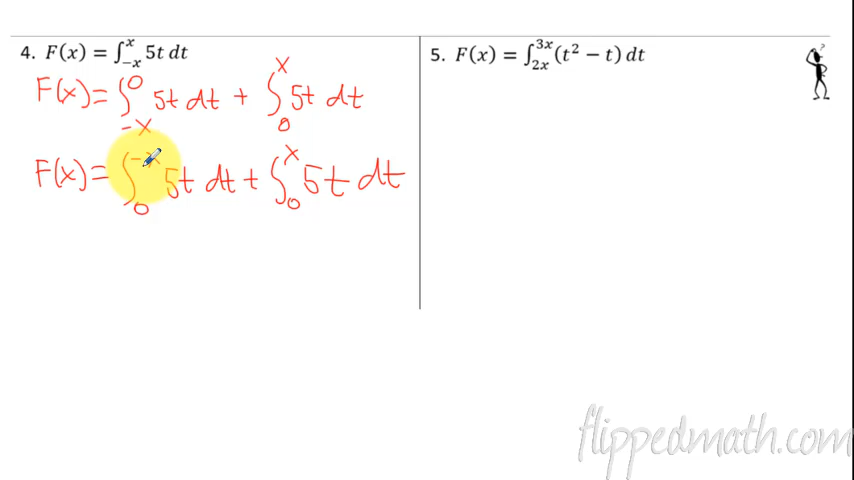 4. F(x) = ∫_{-x}^{x} 5t dt
F(x) = ∫_{-x}^{0} 5t dt + ∫_{0}^{x} 5t dt
F(x) = ∫_{0}^{-x} 5t dt + ∫_{0}^{x} 5t dt
5. F(x) = ∫_{2x}^{3x} (t² − t) dt
?
flippedmath.com